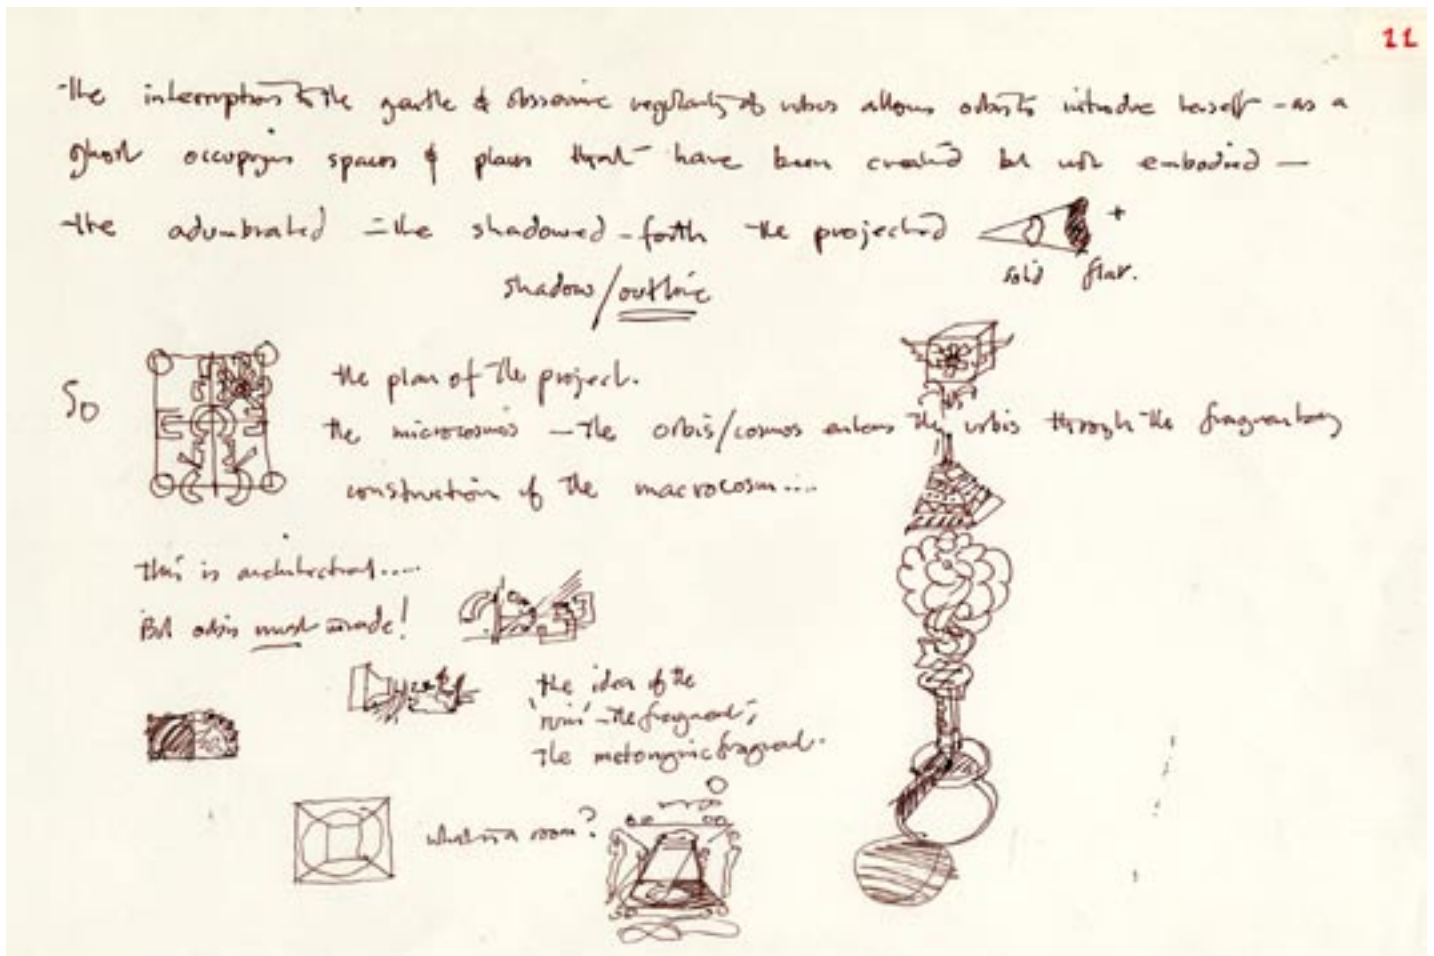 11
the interruption to the gentle & obsessive regularity of urbis allows orbis to introduce herself - as a
ghost occupying spaces & places that have been created but not embodied —
the adumbrated - the shadowed-forth the projected
solid flat.
shadow/outline
So
the plan of the project.
the microcosmos - the orbis/cosmos enters the urbis through the fragmentary
construction of the macrocosm....
this is architectural....
But orbis must invade!
the idea of the
'ruin' - the fragment,
the metonymic fragment.
what is a room?